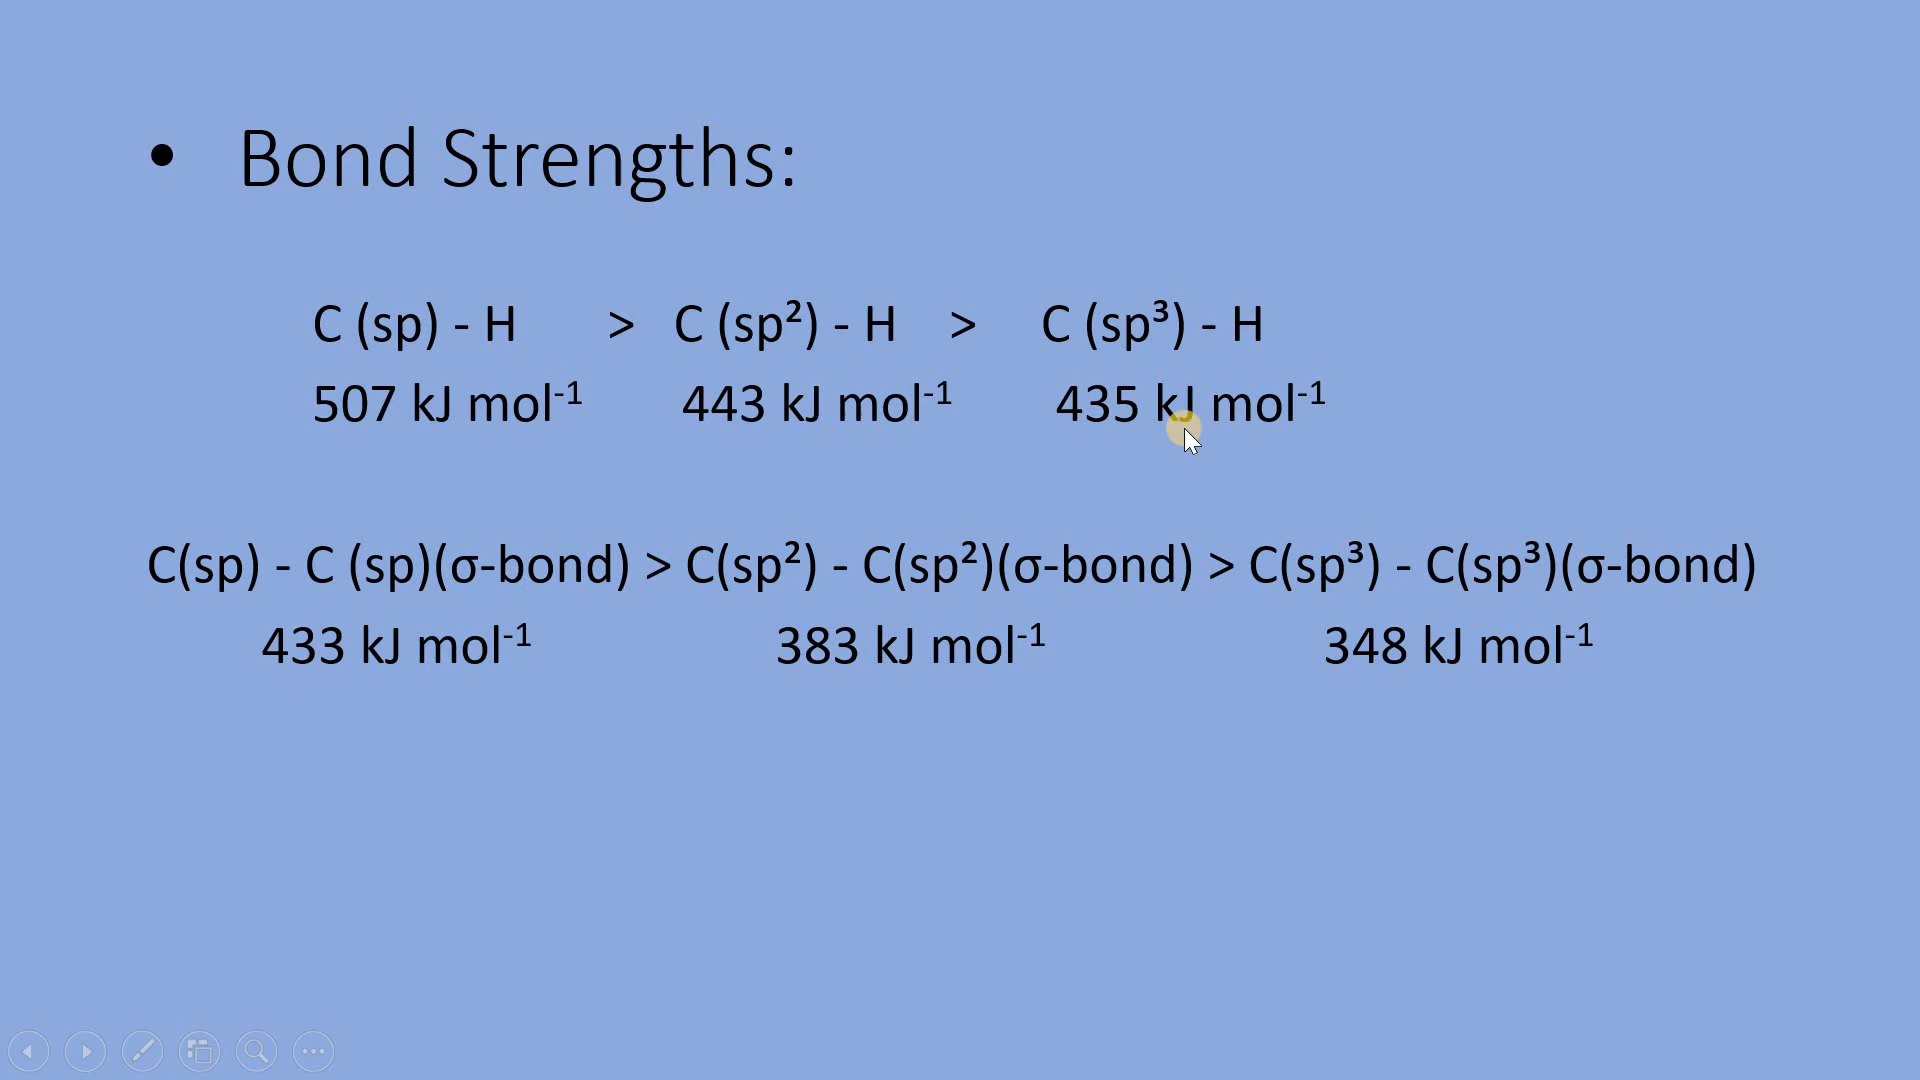 • Bond Strengths:
C (sp) - H > C (sp²) - H > C (sp³) - H
507 kJ mol⁻¹ 443 kJ mol⁻¹ 435 kJ mol⁻¹
C(sp) - C (sp)(σ-bond) > C(sp²) - C(sp²)(σ-bond) > C(sp³) - C(sp³)(σ-bond)
433 kJ mol⁻¹ 383 kJ mol⁻¹ 348 kJ mol⁻¹